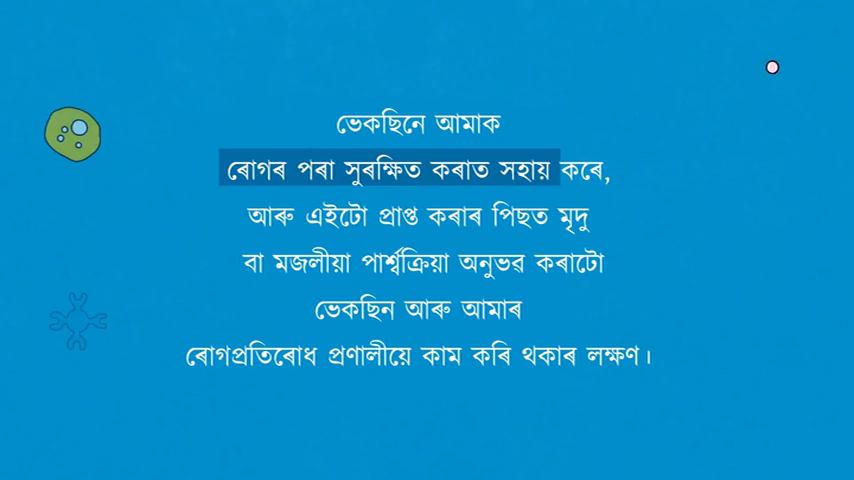 ভেকছিনে আমাক
ৰোগৰ পৰা সুৰক্ষিত কৰাত সহায় কৰে,
আৰু এইটো প্ৰাপ্ত কৰাৰ পিছত মৃদু
বা মজলীয়া পাৰ্শ্বক্ৰিয়া অনুভৱ কৰাটো
ভেকছিন আৰু আমাৰ
ৰোগপ্ৰতিৰোধ প্ৰণালীয়ে কাম কৰি থকাৰ লক্ষণ।